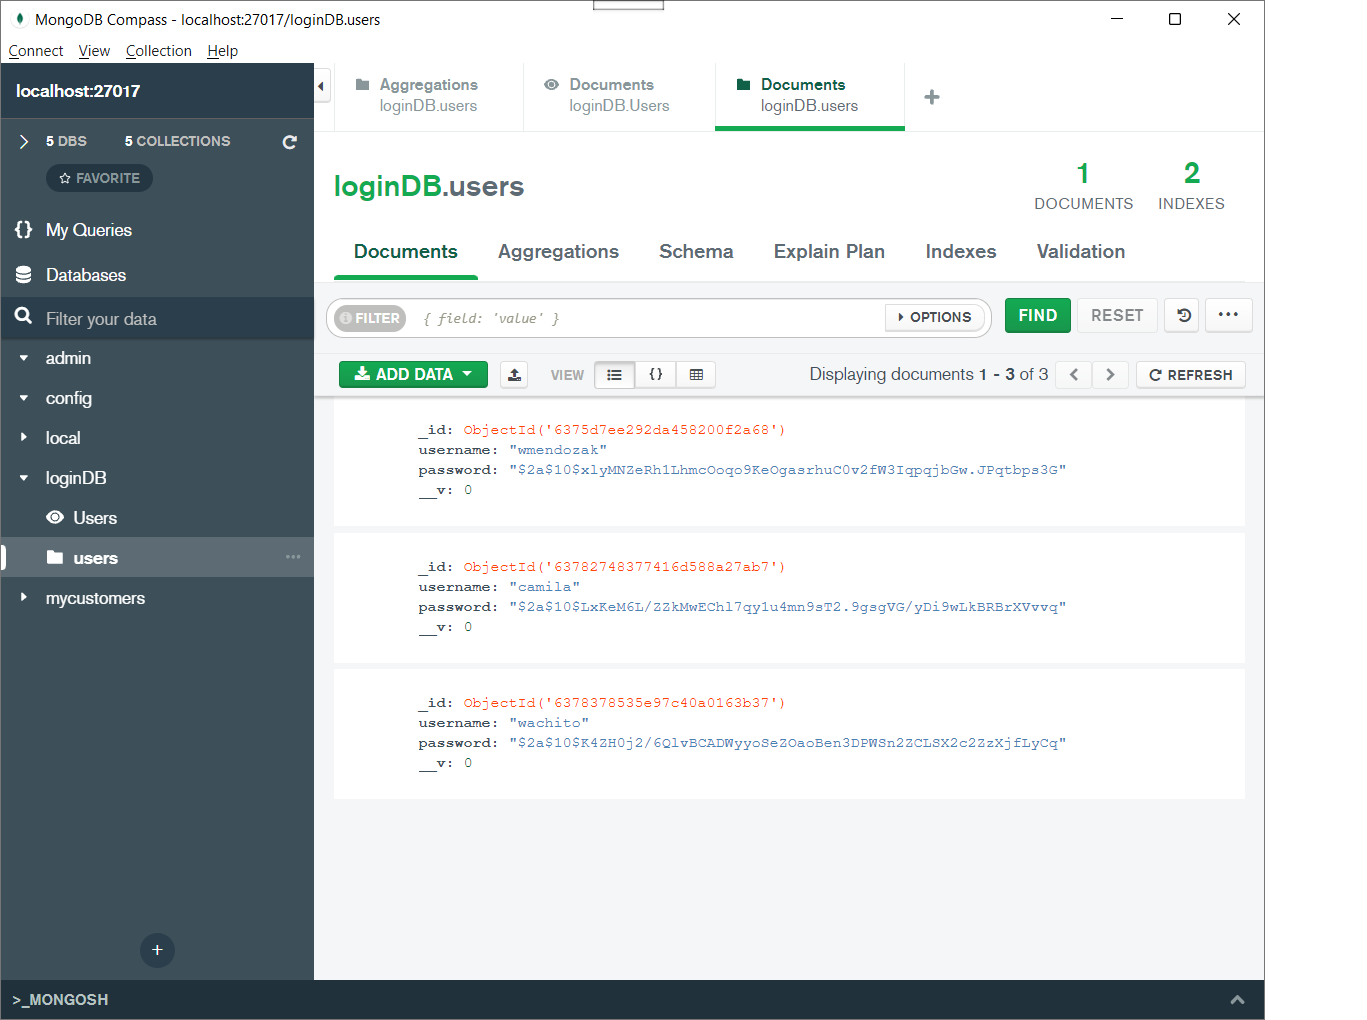 MongoDB Compass - localhost:27017/loginDB.users
Connect View Collection Help
localhost:27017
5 DBS 5 COLLECTIONS
FAVORITE
{} My Queries
Databases
Filter your data
admin
config
local
loginDB
Users
users
mycustomers
Aggregations
loginDB.users
Documents
loginDB.Users
Documents
loginDB.users
loginDB.users
1
DOCUMENTS
2
INDEXES
Documents Aggregations Schema Explain Plan Indexes Validation
FILTER { field: 'value' } OPTIONS FIND RESET
ADD DATA VIEW {} Displaying documents 1 - 3 of 3 REFRESH
_id: ObjectId('6375d7ee292da458200f2a68')
username: "wmendozak"
password: "$2a$10$xlyMNZeRh1LhmcOoqo9KeOgasrhuC0v2fW3IqpqjbGw.JPqtbps3G"
__v: 0
_id: ObjectId('63782748377416d588a27ab7')
username: "camila"
password: "$2a$10$LxKeM6L/ZZkMwEChl7qy1u4mn9sT2.9gsgVG/yDi9wLkBRBrXVvvq"
__v: 0
_id: ObjectId('6378378535e97c40a0163b37')
username: "wachito"
password: "$2a$10$K4ZH0j2/6QlvBCADWyyoSeZOaoBen3DPWSn2ZCLSX2c2ZzXjfLyCq"
__v: 0
>_MONGOSH